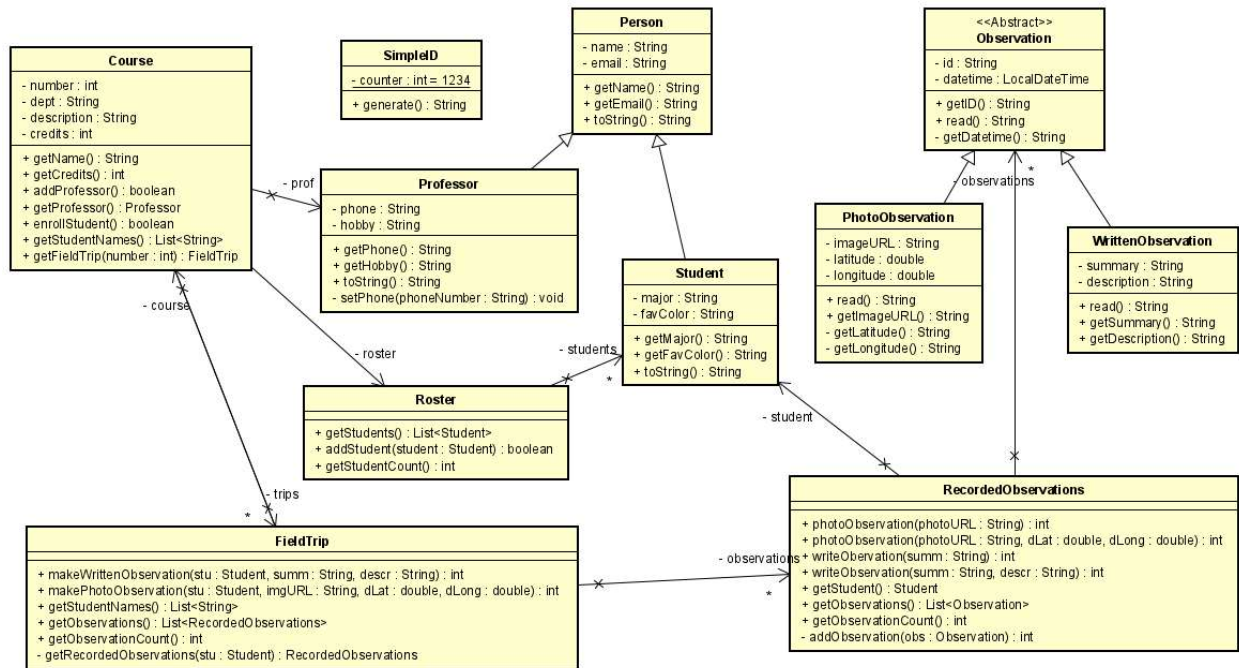 Course
- number : int
- dept : String
- description : String
- credits : int
+ getName() : String
+ getCredits() : int
+ addProfessor() : boolean
+ getProfessor() : Professor
+ enrollStudent() : boolean
+ getStudentNames() : List<String>
+ getFieldTrip(number : int) : FieldTrip
SimpleID
- counter : int = 1234
+ generate() : String
Person
- name : String
- email : String
+ getName() : String
+ getEmail() : String
+ toString() : String
<<Abstract>>
Observation
- id : String
- datetime : LocalDateTime
+ getID() : String
+ read() : String
- getDatetime() : String
- prof
Professor
- phone : String
- hobby : String
+ getPhone() : String
+ getHobby() : String
+ toString() : String
- setPhone(phoneNumber : String) : void
- observations
*
PhotoObservation
- imageURL : String
- latitude : double
- longitude : double
+ read() : String
+ getImageURL() : String
- getLatitude() : String
- getLongitude() : String
WrittenObservation
- summary : String
- description : String
+ read() : String
+ getSummary() : String
+ getDescription() : String
Student
- major : String
- favColor : String
+ getMajor() : String
+ getFavColor() : String
+ toString() : String
- course
- roster
- students
*
Roster
+ getStudents() : List<Student>
+ addStudent(student : Student) : boolean
+ getStudentCount() : int
- student
- trips
*
FieldTrip
+ makeWrittenObservation(stu : Student, summ : String, descr : String) : int
+ makePhotoObservation(stu : Student, imgURL : String, dLat : double, dLong : double) : int
+ getStudentNames() : List<String>
+ getObservations() : List<RecordedObservations>
+ getObservationCount() : int
- getRecordedObservations(stu : Student) : RecordedObservations
- observations
*
RecordedObservations
+ photoObservation(photoURL : String) : int
+ photoObservation(photoURL : String, dLat : double, dLong : double) : int
+ writeObervation(summ : String) : int
+ writeObservation(summ : String, descr : String) : int
+ getStudent() : Student
+ getObservations() : List<Observation>
+ getObservationCount() : int
- addObservation(obs : Observation) : int